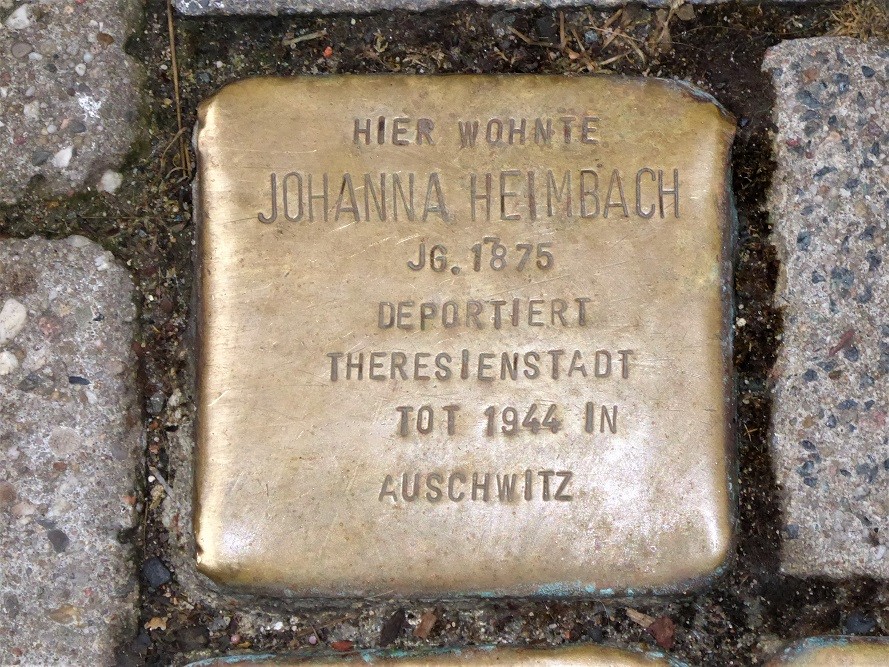 HIER WOHNTE
JOHANNA HEIMBACH
JG. 1875
DEPORTIERT
THERESIENSTADT
TOT 1944 IN
AUSCHWITZ